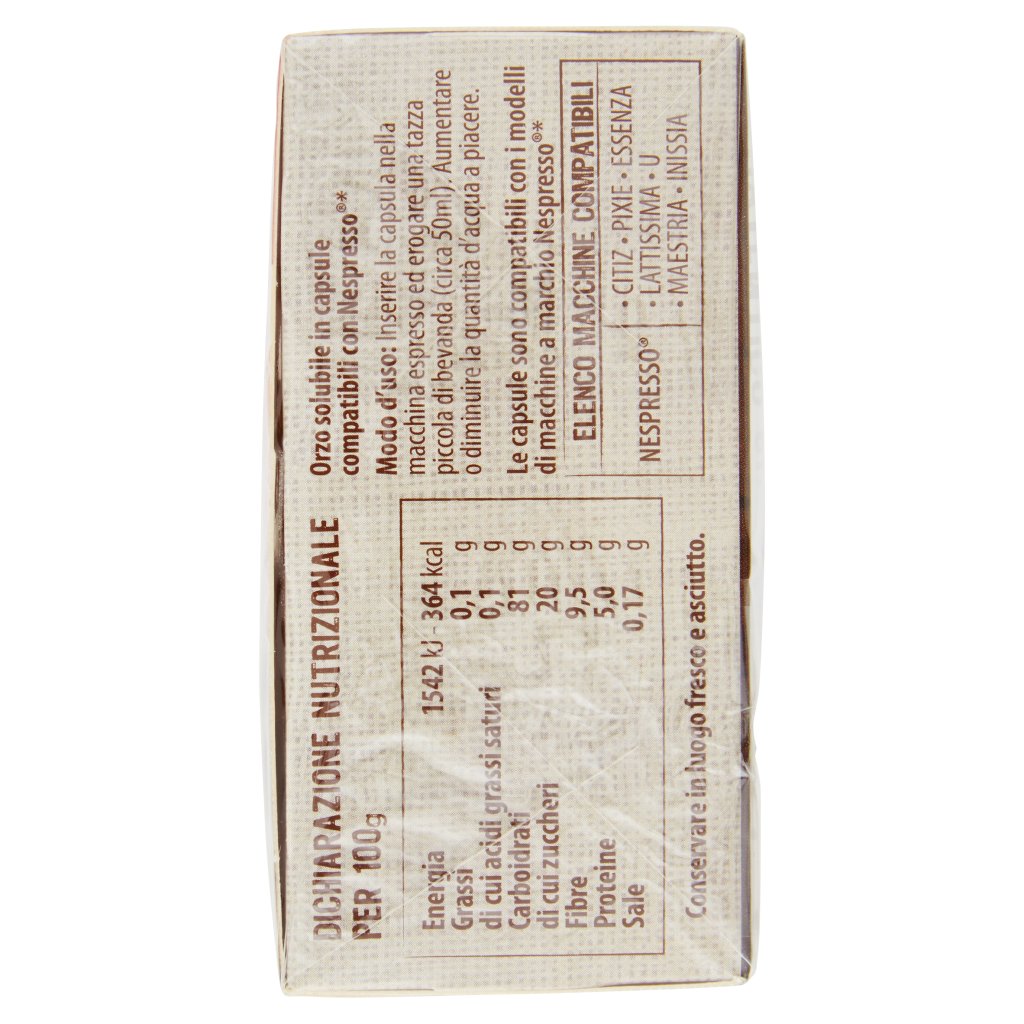 DICHIARAZIONE NUTRIZIONALE
PER 100g
Energia 1542 kJ - 364 kcal
Grassi 0,1 g
di cui acidi grassi saturi 0,1 g
Carboidrati 81 g
di cui zuccheri 20 g
Fibre 9,5 g
Proteine 5,0 g
Sale 0,17 g
Conservare in luogo fresco e asciutto.
Orzo solubile in capsule
compatibili con Nespresso®*
Modo d'uso: Inserire la capsula nella
macchina espresso ed erogare una tazza
piccola di bevanda (circa 50ml). Aumentare
o diminuire la quantità d'acqua a piacere.
Le capsule sono compatibili con i modelli
di macchine a marchio Nespresso®*
ELENCO MACCHINE COMPATIBILI
NESPRESSO®
• CITIZ • PIXIE • ESSENZA
• LATTISSIMA • U
• MAESTRIA • INISSIA